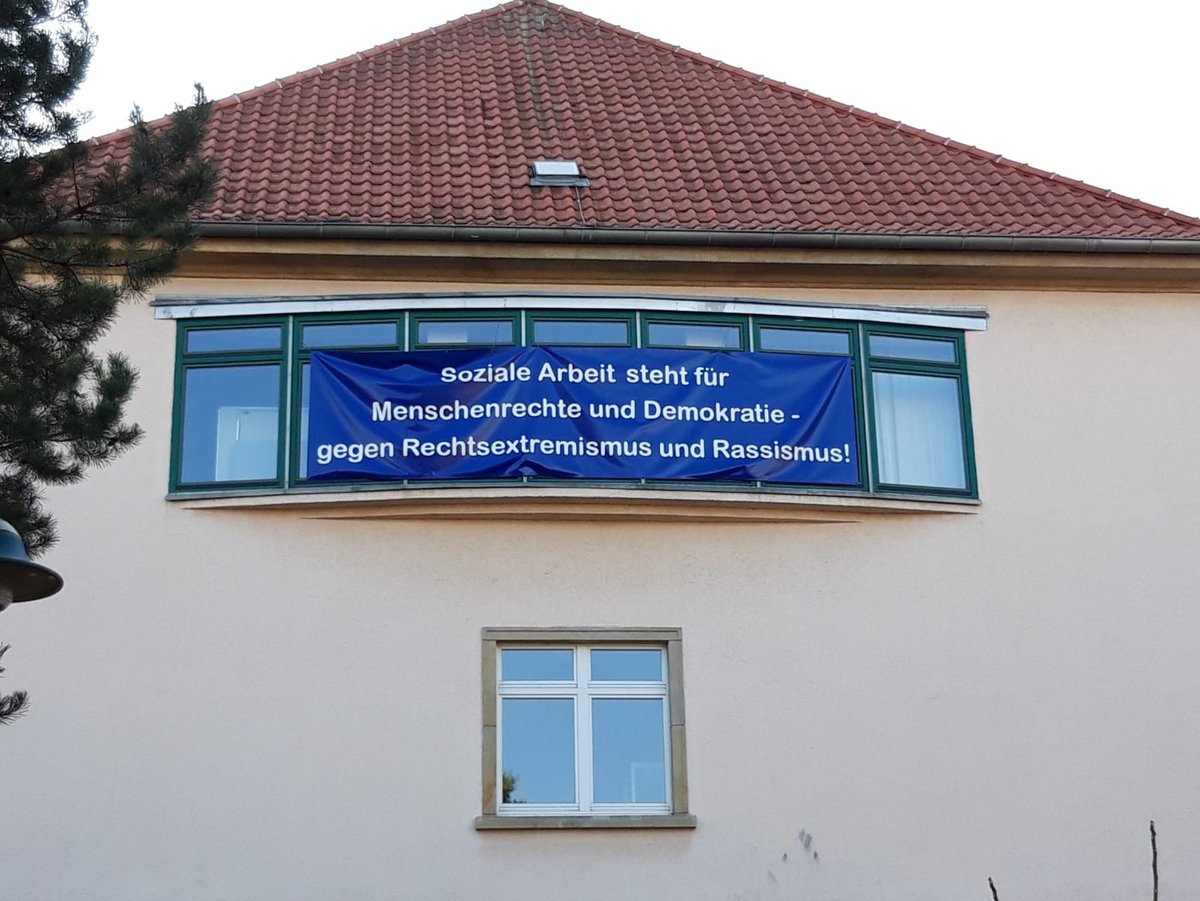 Soziale Arbeit steht für
Menschenrechte und Demokratie -
gegen Rechtsextremismus und Rassismus!